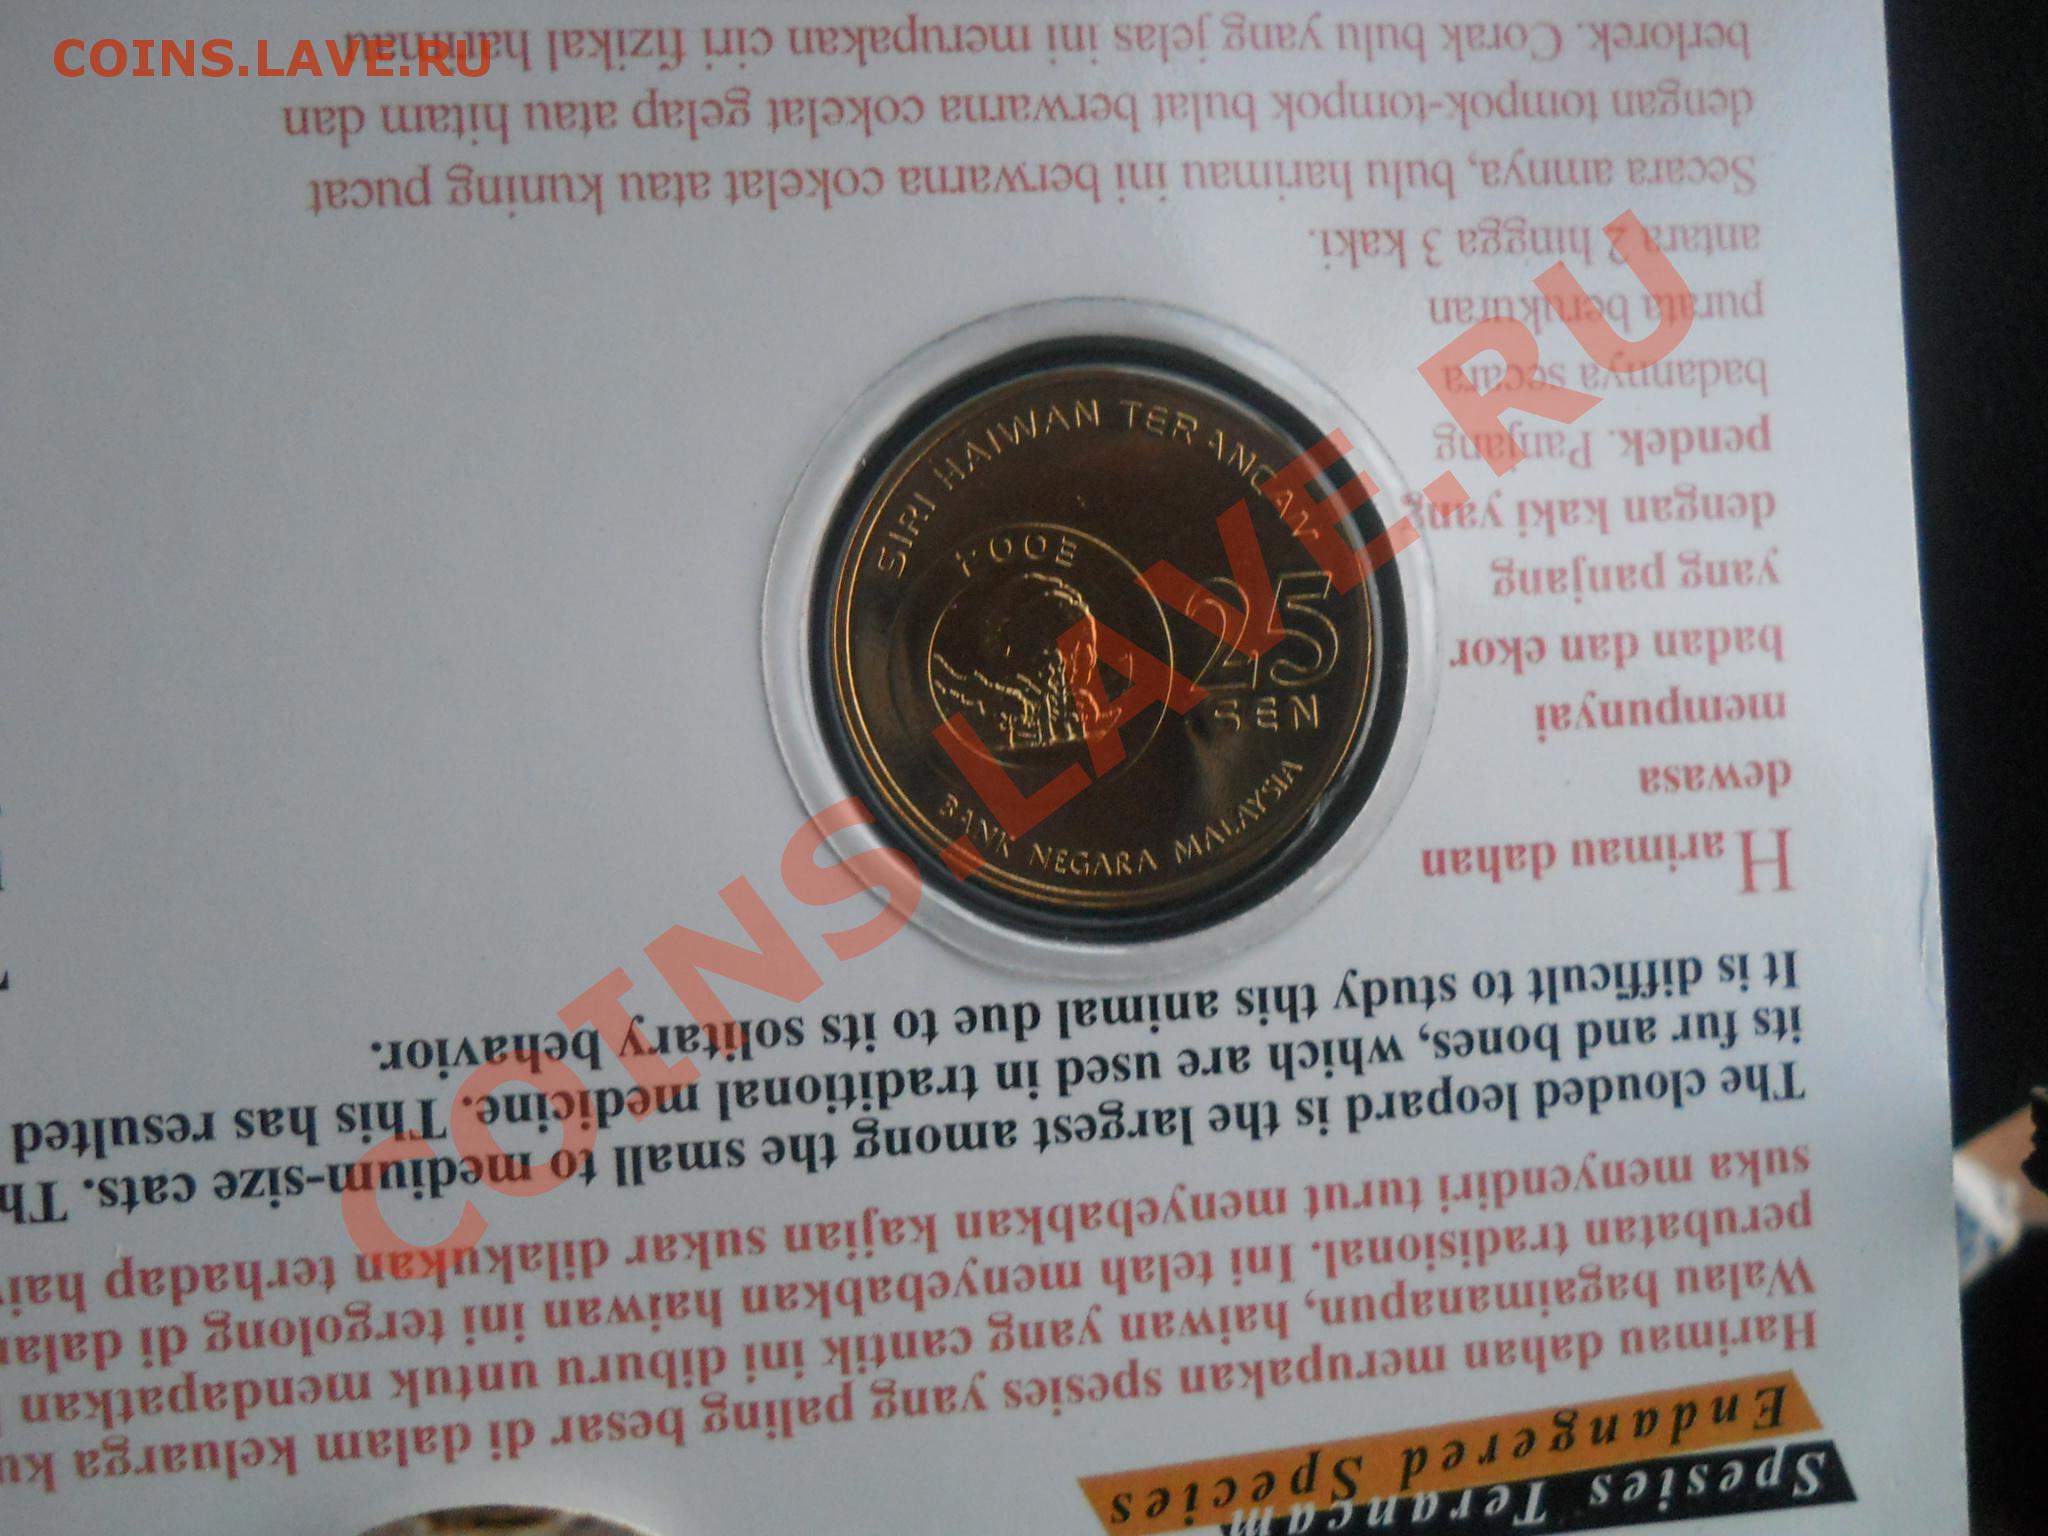 Spesies Terancam
Endangered Species
Harimau dahan merupakan spesies yang paling besar di dalam keluarga
Walau bagaimanapun, haiwan yang cantik ini diburu untuk mendapatkan
perubatan tradisional. Ini telah menyebabkan haiwan ini tergolong di
suka menyendiri turut menyebabkan kajian sukar dilakukan terhadap
The clouded leopard is the largest among the small to medium-size cats.
its fur and bones, which are used in traditional medicine. This has resulted
It is difficult to study this animal due to its solitary behavior.
Harimau dahan
dewasa
mempunyai
badan dan ekor
yang panjang
dengan kaki yang
pendek. Panjang
badannya secara
purata berukuran
antara 2 hingga 3 kaki.
Secara amnya, bulu harimau ini berwarna cokelat atau kuning pucat
dengan tompok-tompok bulat berwarna cokelat gelap atau hitam dan
berlorek. Corak bulu yang jelas ini merupakan ciri fizikal harimau
SIRI HAIWAN TERANCAM
25
SEN
BANK NEGARA MALAYSIA
COINS.LAVE.RU
COINS.LAVE.RU